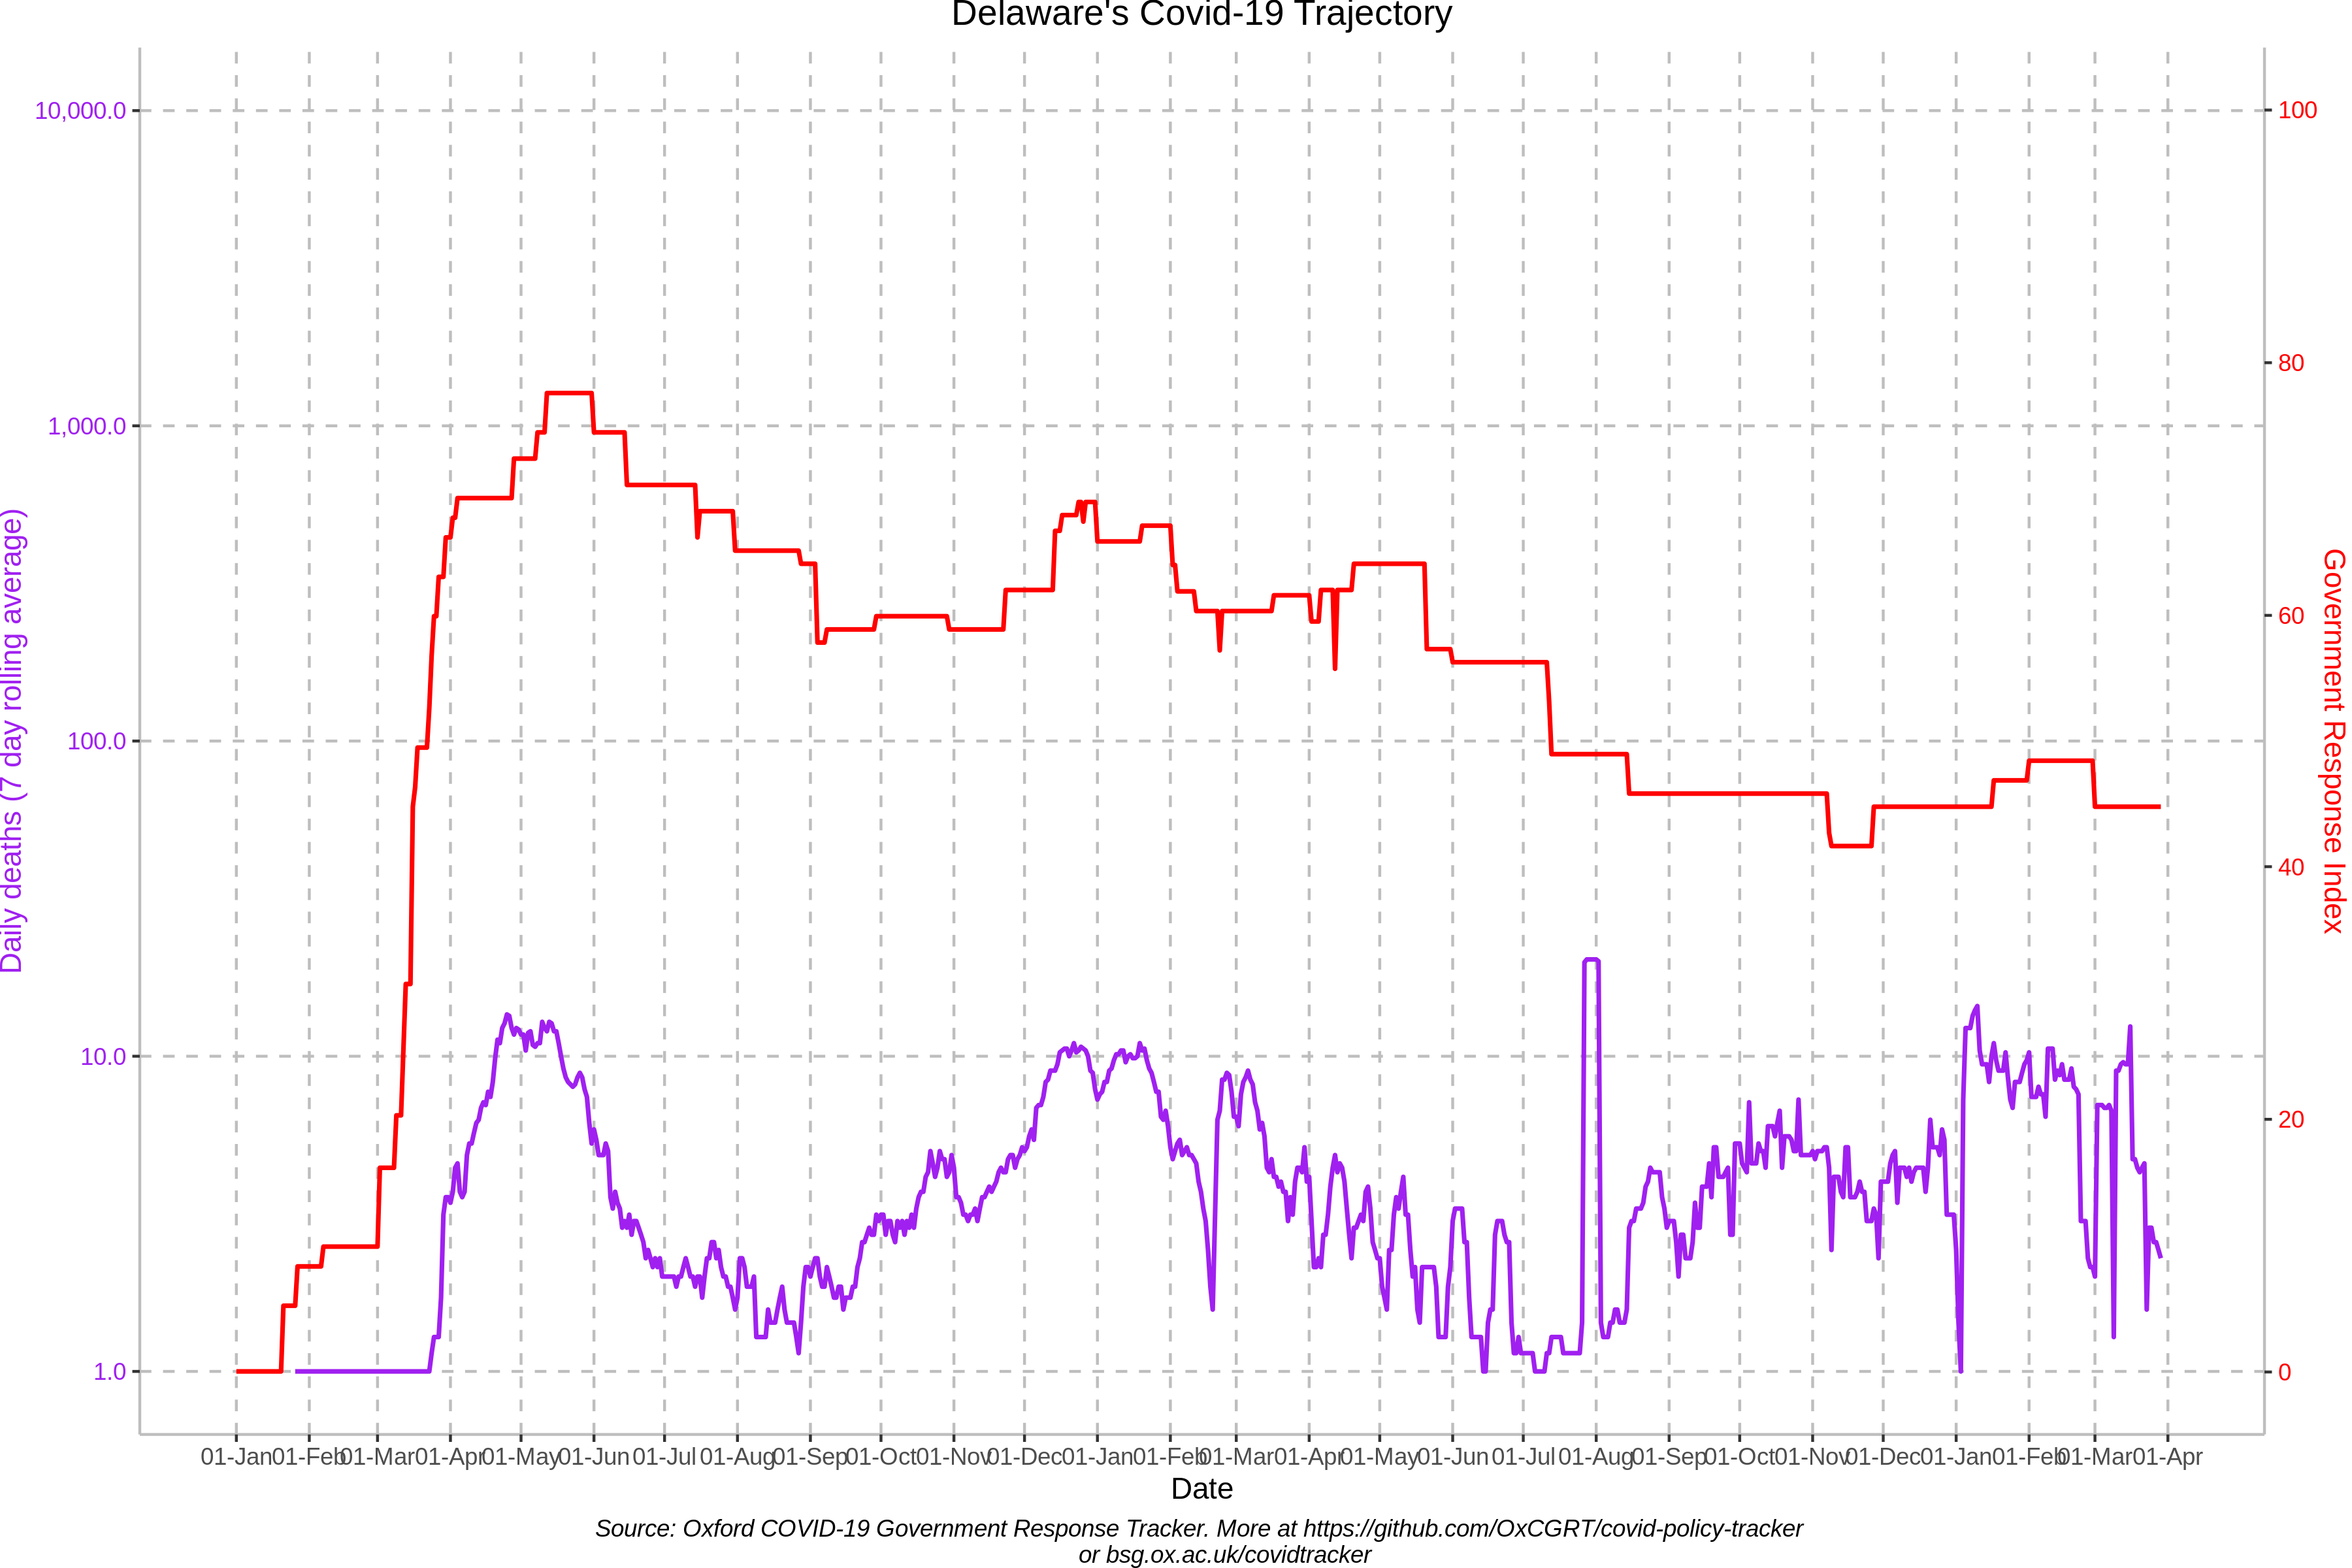 Delaware's Covid-19 Trajectory
10,000.0
1,000.0
100.0
10.0
1.0
Daily deaths (7 day rolling average)
100
80
60
40
20
0
Government Response Index
01-Jan 01-Feb 01-Mar 01-Apr 01-May 01-Jun 01-Jul 01-Aug 01-Sep 01-Oct 01-Nov 01-Dec 01-Jan 01-Feb 01-Mar 01-Apr 01-May 01-Jun 01-Jul 01-Aug 01-Sep 01-Oct 01-Nov 01-Dec 01-Jan 01-Feb 01-Mar 01-Apr
Date
Source: Oxford COVID-19 Government Response Tracker. More at https://github.com/OxCGRT/covid-policy-tracker
or bsg.ox.ac.uk/covidtracker